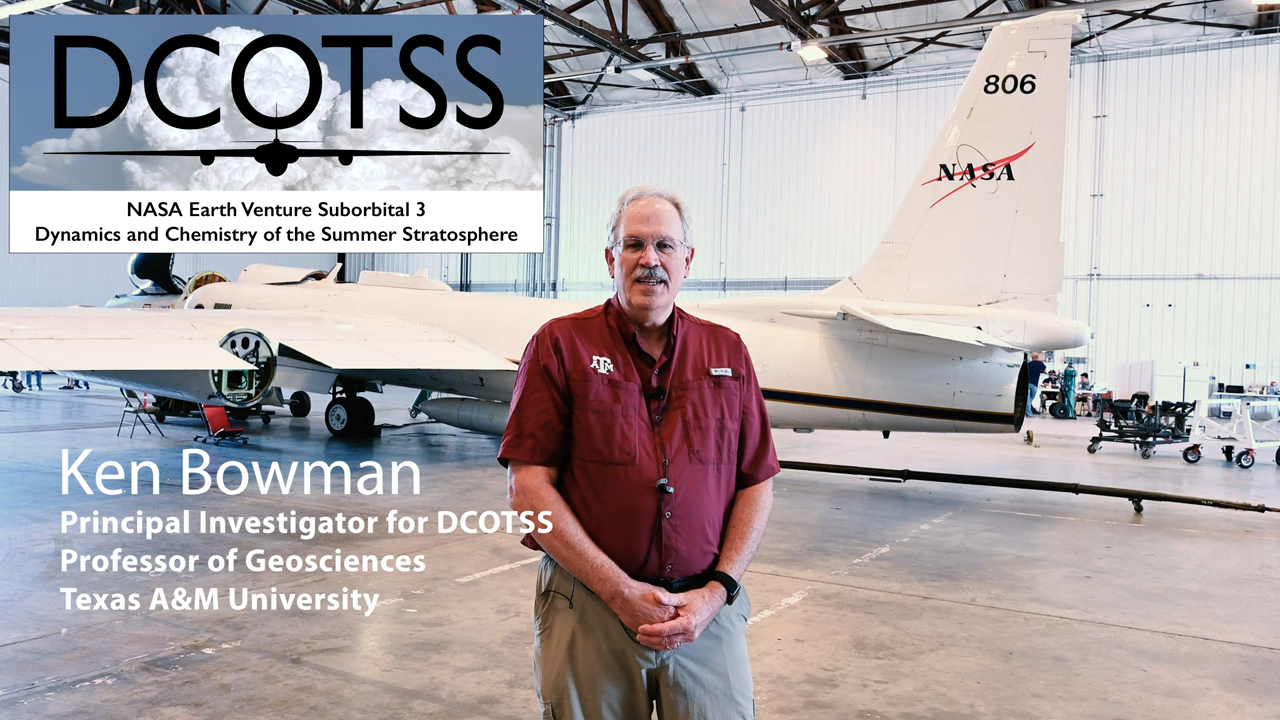 DCOTSS
NASA Earth Venture Suborbital 3
Dynamics and Chemistry of the Summer Stratosphere
806
NASA
ATM
Ken Bowman
Principal Investigator for DCOTSS
Professor of Geosciences
Texas A&M University